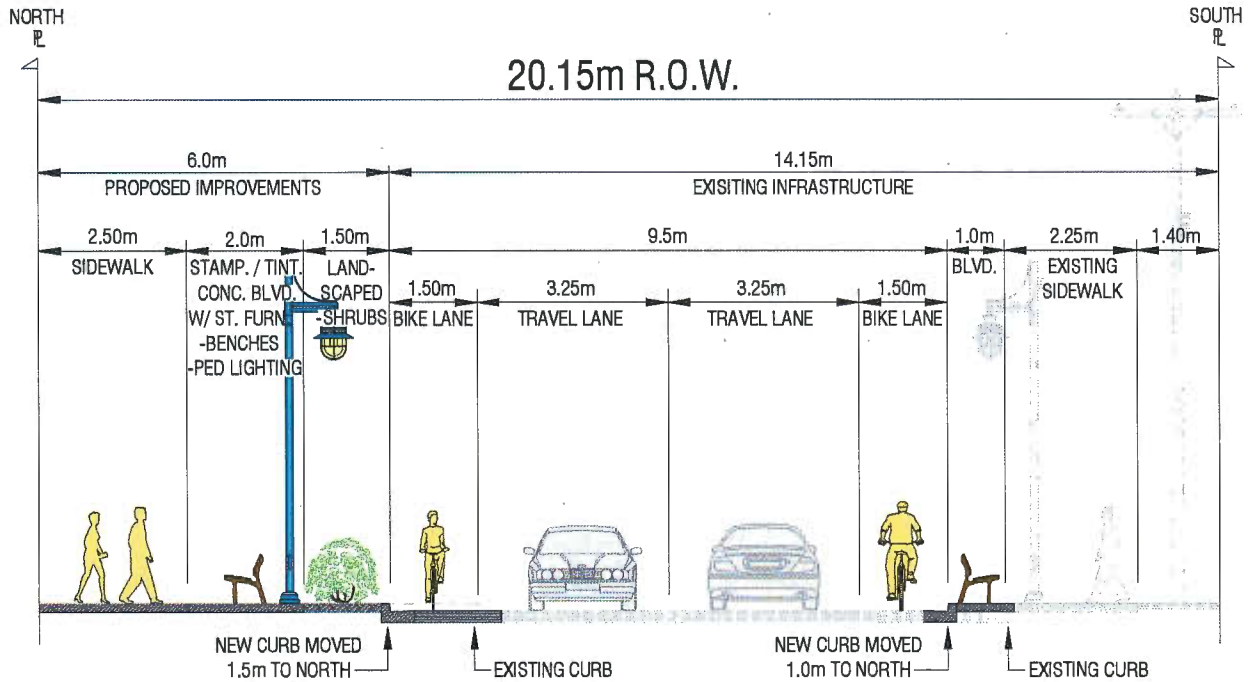 NORTH
PL
SOUTH
PL
20.15m R.O.W.
6.0m
PROPOSED IMPROVEMENTS
14.15m
EXISITING INFRASTRUCTURE
2.50m
SIDEWALK
2.0m
STAMP. / TINT.
CONC. BLVD.
W/ ST. FURN
-BENCHES
-PED LIGHTING
1.50m
LAND-
SCAPED
-SHRUBS
9.5m
1.50m
BIKE LANE
3.25m
TRAVEL LANE
3.25m
TRAVEL LANE
1.50m
BIKE LANE
1.0m
BLVD.
2.25m
EXISTING
SIDEWALK
1.40m
NEW CURB MOVED
1.5m TO NORTH
EXISTING CURB
NEW CURB MOVED
1.0m TO NORTH
EXISTING CURB